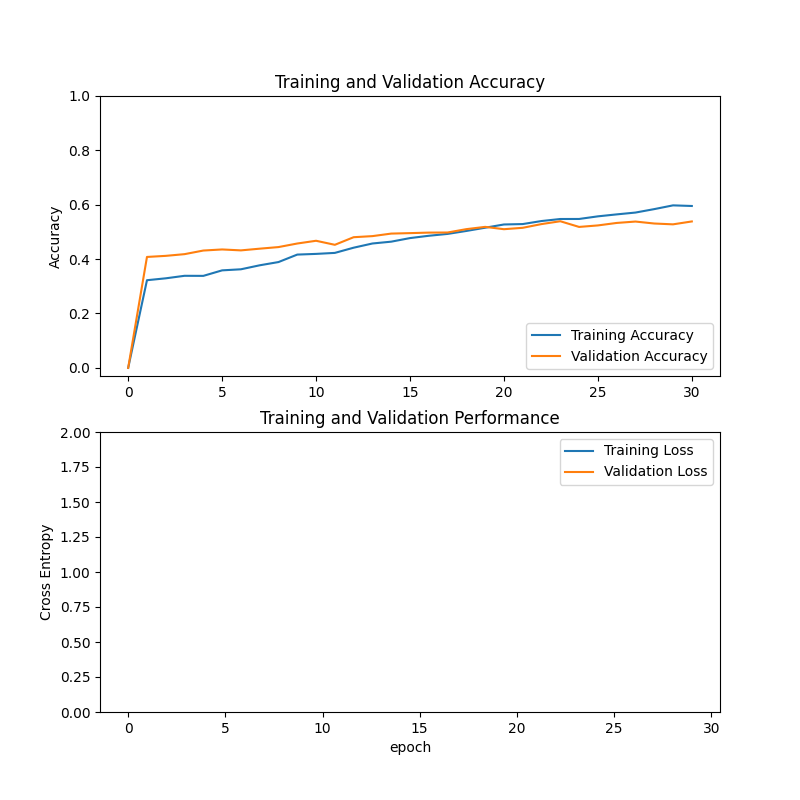 Training and Validation Accuracy
1.0
0.8
0.6
0.4
0.2
0.0
Accuracy
Training Accuracy
Validation Accuracy
0 5 10 15 20 25 30
Training and Validation Performance
2.00
1.75
1.50
1.25
1.00
0.75
0.50
0.25
0.00
Cross Entropy
Training Loss
Validation Loss
0 5 10 15 20 25 30
epoch